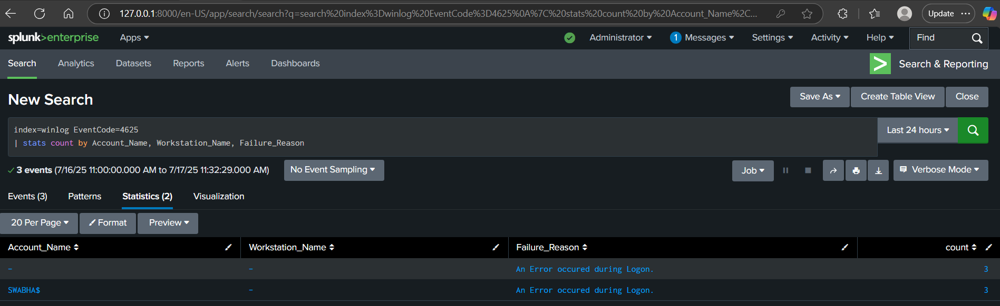 127.0.0.1:8000/en-US/app/search/search?q=search%20index%3Dwinlog%20EventCode%3D4625%0A%7C%20stats%20count%20by%20Account_Name%2C...
Update
splunk>enterprise
Apps
Administrator
1 Messages
Settings
Activity
Help
Find
Search
Analytics
Datasets
Reports
Alerts
Dashboards
Search & Reporting
New Search
Save As
Create Table View
Close
index=winlog EventCode=4625
| stats count by Account_Name, Workstation_Name, Failure_Reason
Last 24 hours
3 events (7/16/25 11:00:00.000 AM to 7/17/25 11:32:29.000 AM)
No Event Sampling
Job
Verbose Mode
Events (3)
Patterns
Statistics (2)
Visualization
20 Per Page
Format
Preview
Account_Name
Workstation_Name
Failure_Reason
count
- - An Error occured during Logon. 3
SWABHA$ - An Error occured during Logon. 3